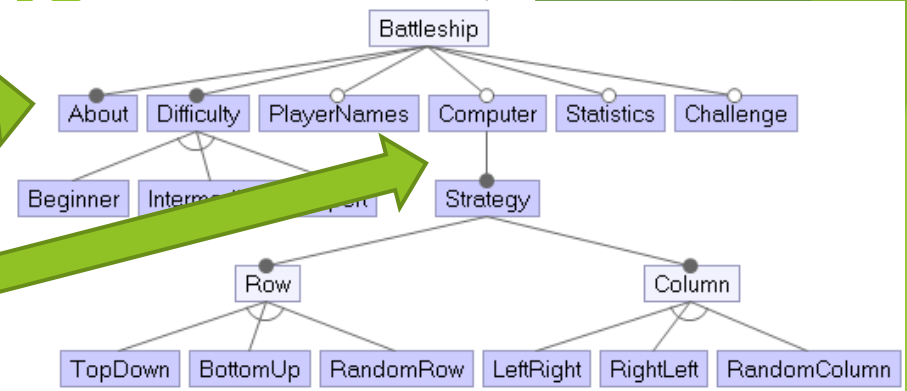 Battleship
About Difficulty PlayerNames Computer Statistics Challenge
Beginner Strategy
Row Column
TopDown BottomUp RandomRow LeftRight RightLeft RandomColumn